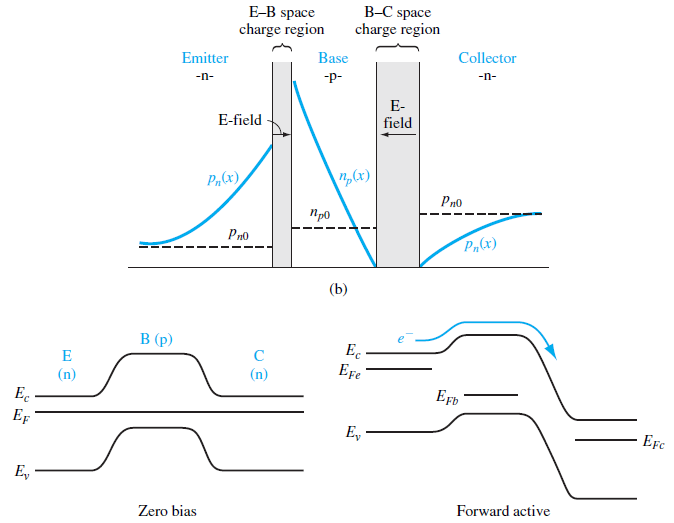 E–B space
charge region
B–C space
charge region
Emitter
-n-
Base
-p-
Collector
-n-
E-field
E-
field
pn(x)
np(x)
pn0
np0
pn0
pn(x)
(b)
E
(n)
B (p)
C
(n)
Ec
EF
Ev
Zero bias
e−
Ec
EFe
EFb
Ev
EFc
Forward active